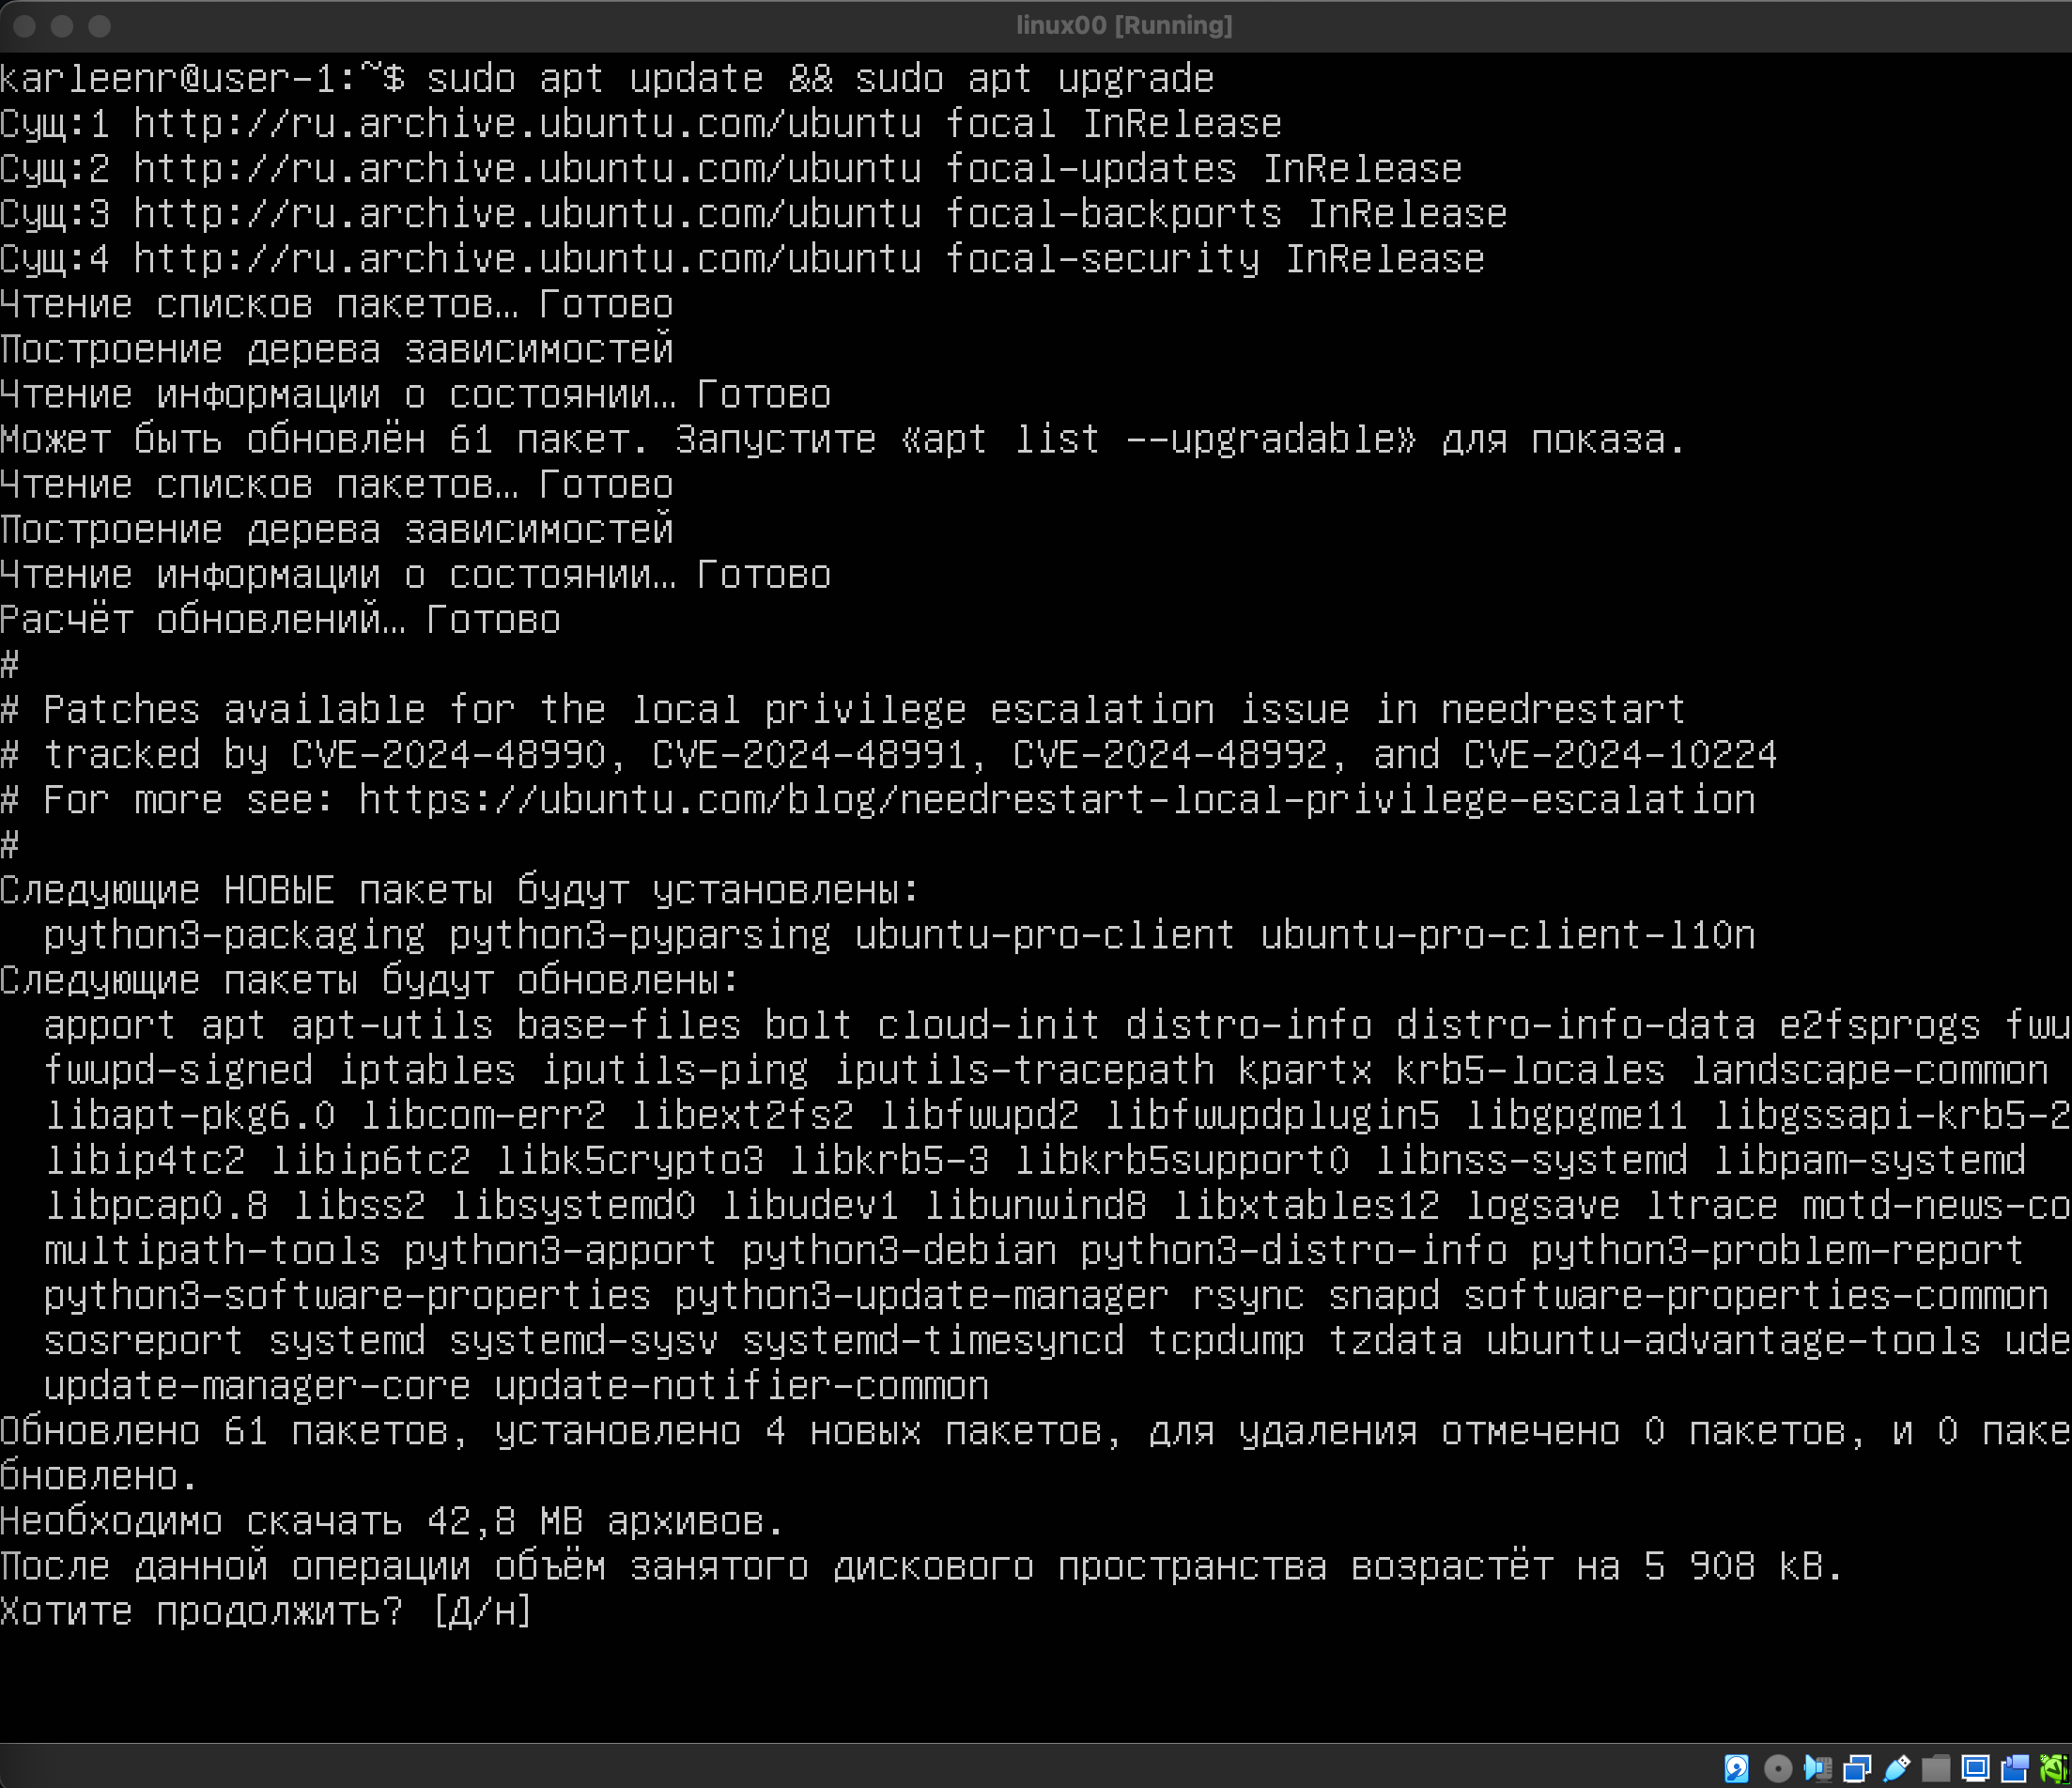 linux00 [Running]
karleenr@user-1:~$ sudo apt update && sudo apt upgrade
Сущ:1 http://ru.archive.ubuntu.com/ubuntu focal InRelease
Сущ:2 http://ru.archive.ubuntu.com/ubuntu focal-updates InRelease
Сущ:3 http://ru.archive.ubuntu.com/ubuntu focal-backports InRelease
Сущ:4 http://ru.archive.ubuntu.com/ubuntu focal-security InRelease
Чтение списков пакетов… Готово
Построение дерева зависимостей
Чтение информации о состоянии… Готово
Может быть обновлён 61 пакет. Запустите «apt list --upgradable» для показа.
Чтение списков пакетов… Готово
Построение дерева зависимостей
Чтение информации о состоянии… Готово
Расчёт обновлений… Готово
#
# Patches available for the local privilege escalation issue in needrestart
# tracked by CVE-2024-48990, CVE-2024-48991, CVE-2024-48992, and CVE-2024-10224
# For more see: https://ubuntu.com/blog/needrestart-local-privilege-escalation
#
Следующие НОВЫЕ пакеты будут установлены:
python3-packaging python3-pyparsing ubuntu-pro-client ubuntu-pro-client-l10n
Следующие пакеты будут обновлены:
apport apt apt-utils base-files bolt cloud-init distro-info distro-info-data e2fsprogs fwu
fwupd-signed iptables iputils-ping iputils-tracepath kpartx krb5-locales landscape-common
libapt-pkg6.0 libcom-err2 libext2fs2 libfwupd2 libfwupdplugin5 libgpgme11 libgssapi-krb5-2
libip4tc2 libip6tc2 libk5crypto3 libkrb5-3 libkrb5support0 libnss-systemd libpam-systemd
libpcap0.8 libss2 libsystemd0 libudev1 libunwind8 libxtables12 logsave ltrace motd-news-co
multipath-tools python3-apport python3-debian python3-distro-info python3-problem-report
python3-software-properties python3-update-manager rsync snapd software-properties-common
sosreport systemd systemd-sysv systemd-timesyncd tcpdump tzdata ubuntu-advantage-tools ude
update-manager-core update-notifier-common
Обновлено 61 пакетов, установлено 4 новых пакетов, для удаления отмечено 0 пакетов, и 0 паке
бновлено.
Необходимо скачать 42,8 MB архивов.
После данной операции объём занятого дискового пространства возрастёт на 5 908 kB.
Хотите продолжить? [Д/н]